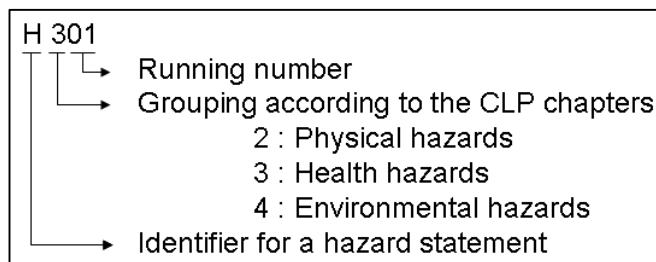 H 301
Running number
Grouping according to the CLP chapters
2 : Physical hazards
3 : Health hazards
4 : Environmental hazards
Identifier for a hazard statement